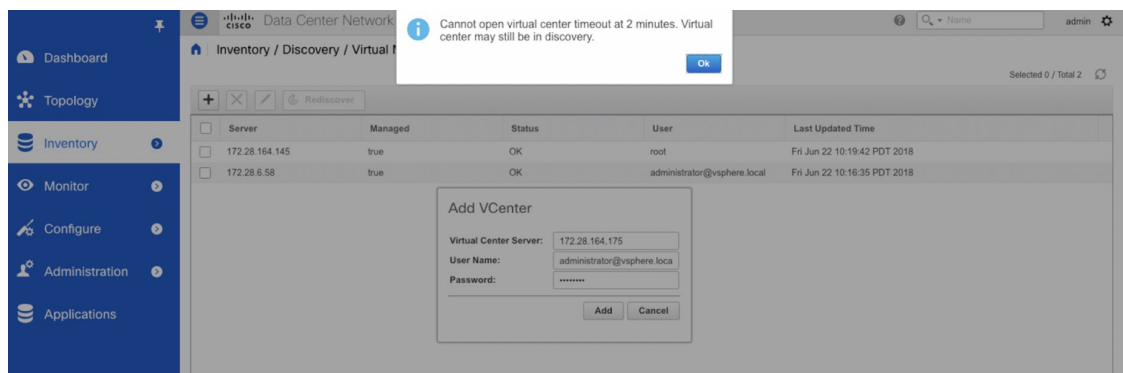 cisco Data Center Network
Cannot open virtual center timeout at 2 minutes. Virtual
center may still be in discovery.
Ok
Name
admin
Inventory / Discovery / Virtual
Selected 0 / Total 2
Dashboard
Topology
Inventory
Monitor
Configure
Administration
Applications
Rediscover
Server Managed Status User Last Updated Time
172.28.164.145 true OK root Fri Jun 22 10:19:42 PDT 2018
172.28.6.58 true OK administrator@vsphere.local Fri Jun 22 10:16:35 PDT 2018
Add VCenter
Virtual Center Server: 172.28.164.175
User Name: administrator@vsphere.loca
Password: ••••••••
Add Cancel